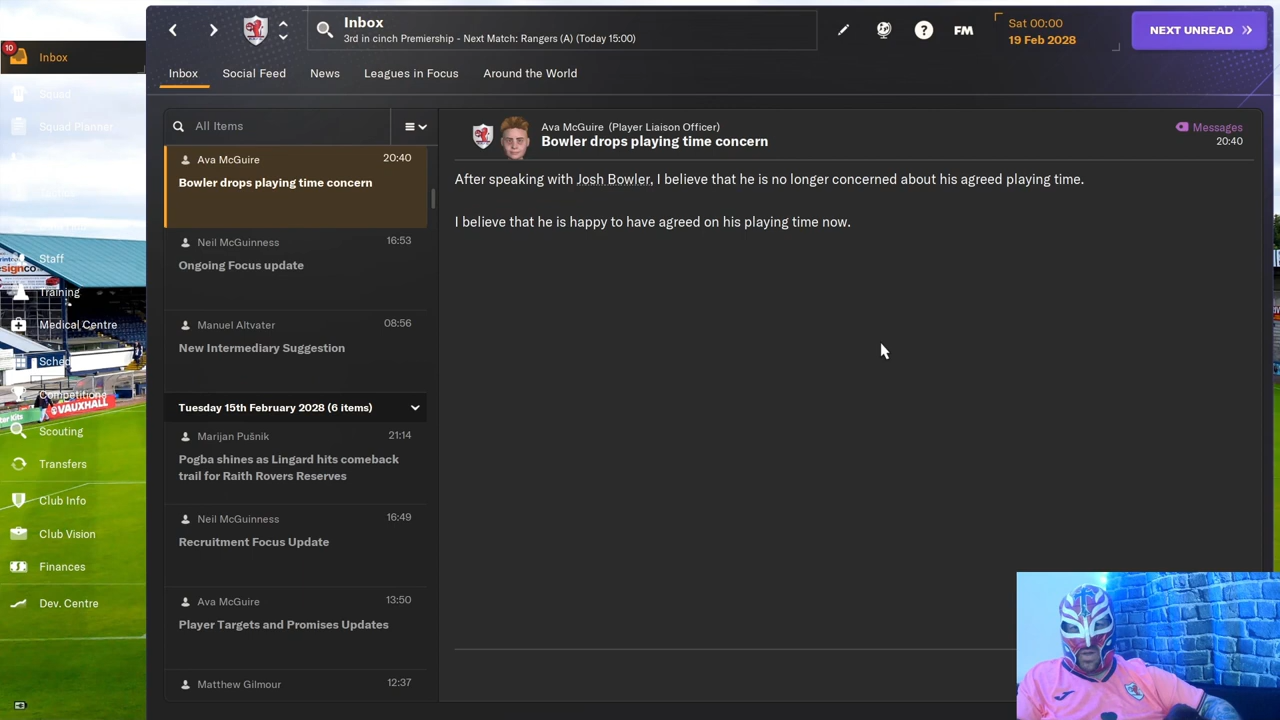 Inbox
3rd in cinch Premiership - Next Match: Rangers (A) (Today 15:00)
?
FM
Sat 00:00
19 Feb 2028
NEXT UNREAD
10
Inbox
Squad
Squad Planner
Staff
Training
Medical Centre
Sched
Competitions
Scouting
Transfers
Club Info
Club Vision
Finances
Dev. Centre
Inbox
Social Feed
News
Leagues in Focus
Around the World
All Items
Ava McGuire
20:40
Bowler drops playing time concern
Neil McGuinness
16:53
Ongoing Focus update
Manuel Altvater
08:56
New Intermediary Suggestion
Tuesday 15th February 2028 (6 items)
Marijan Pušnik
21:14
Pogba shines as Lingard hits comeback
trail for Raith Rovers Reserves
Neil McGuinness
16:49
Recruitment Focus Update
Ava McGuire
13:50
Player Targets and Promises Updates
Matthew Gilmour
12:37
Ava McGuire (Player Liaison Officer)
Bowler drops playing time concern
Messages
20:40
After speaking with Josh Bowler, I believe that he is no longer concerned about his agreed playing time.
I believe that he is happy to have agreed on his playing time now.
VAUXHALL